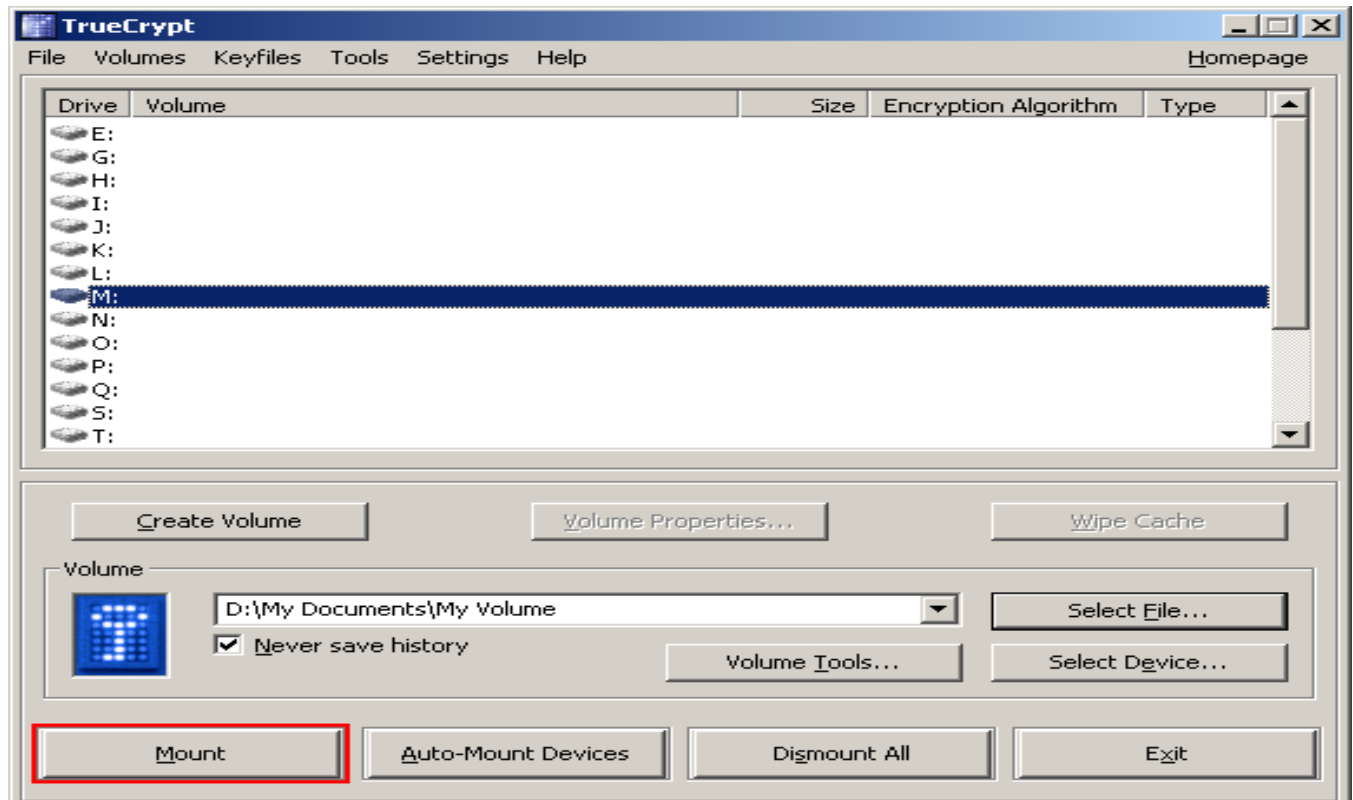 TrueCrypt
File Volumes Keyfiles Tools Settings Help Homepage
Drive Volume Size Encryption Algorithm Type
E:
G:
H:
I:
J:
K:
L:
M:
N:
O:
P:
Q:
S:
T:
Create Volume Volume Properties... Wipe Cache
Volume
D:\My Documents\My Volume Select File...
Never save history
Volume Tools... Select Device...
Mount Auto-Mount Devices Dismount All Exit